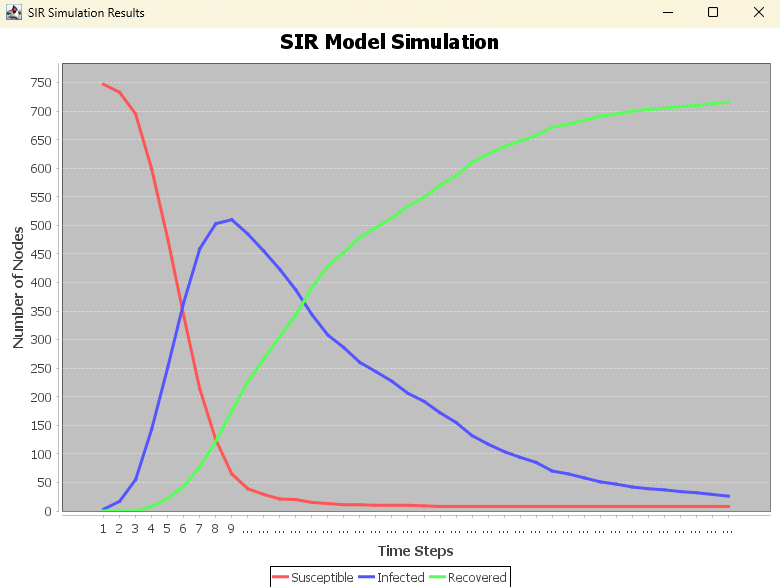 SIR Simulation Results
SIR Model Simulation
750
700
650
600
550
500
450
400
350
300
250
200
150
100
50
0
Number of Nodes
1 2 3 4 5 6 7 8 9 ... ... ... ... ... ... ... ... ... ... ... ... ... ... ... ... ... ... ... ... ... ... ... ... ... ... ... ... ... ... ...
Time Steps
Susceptible Infected Recovered